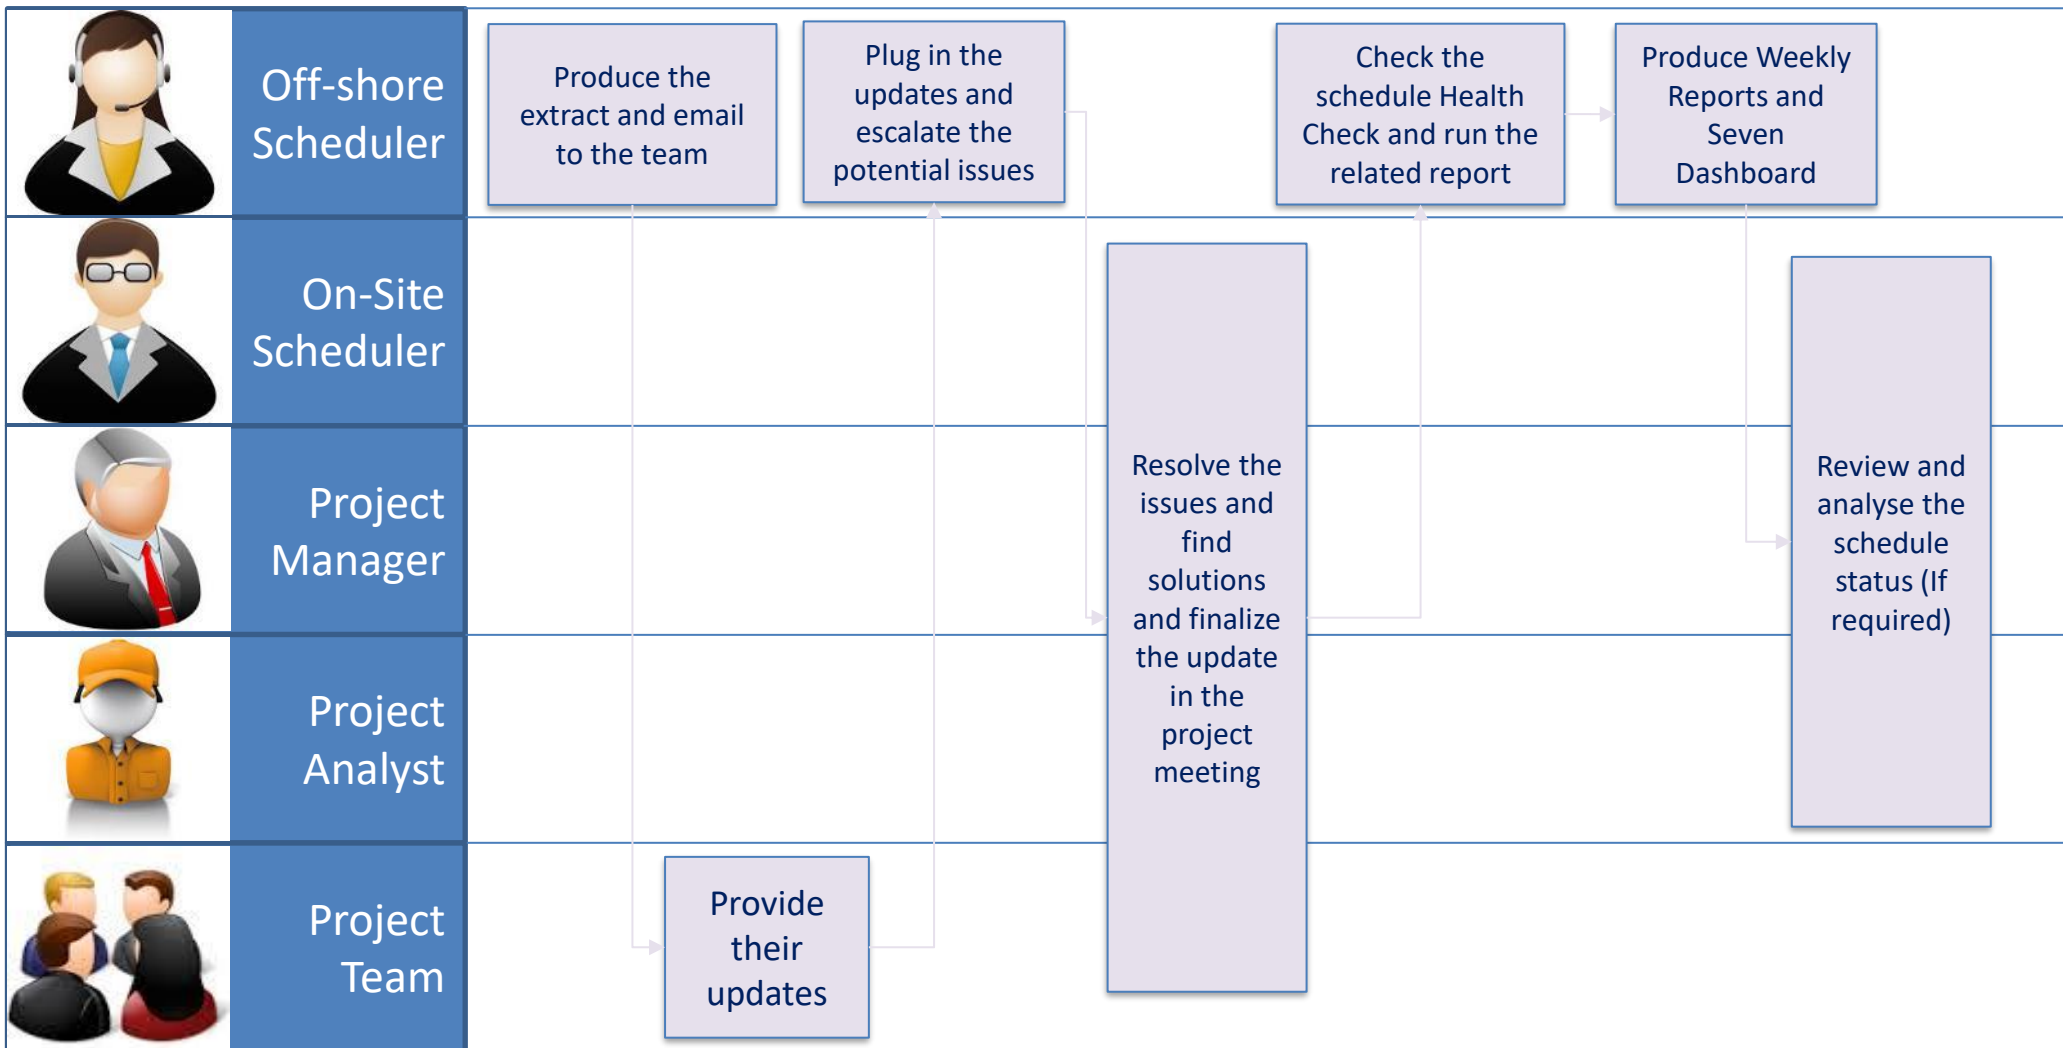 Off-shore
Scheduler
Produce the
extract and email
to the team
Plug in the
updates and
escalate the
potential issues
Check the
schedule Health
Check and run the
related report
Produce Weekly
Reports and
Seven
Dashboard
On-Site
Scheduler
Project
Manager
Resolve the
issues and
find
solutions
and finalize
the update
in the
project
meeting
Review and
analyse the
schedule
status (If
required)
Project
Analyst
Project
Team
Provide
their
updates